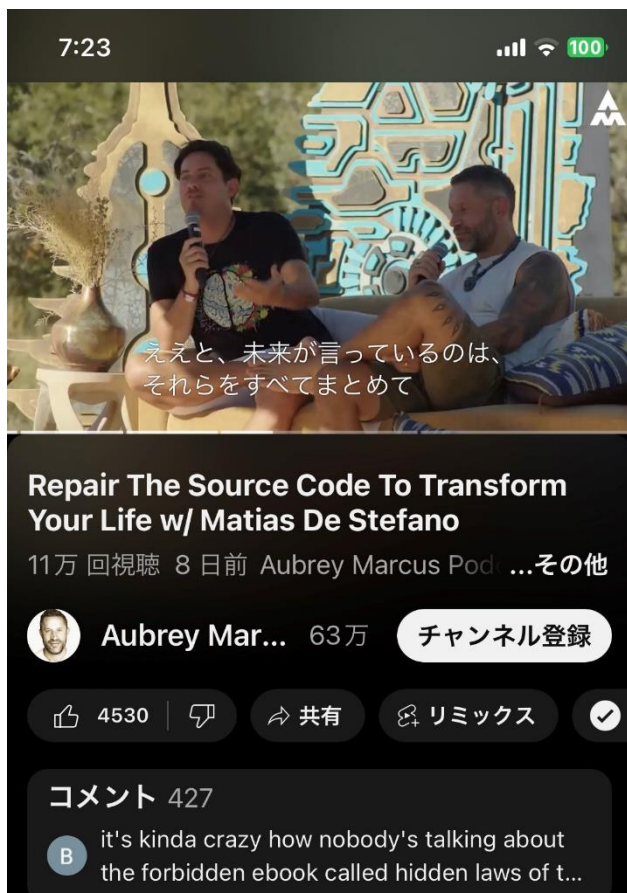 7:23
100
ええと、未来が言っているのは、
それらをすべてまとめて
Repair The Source Code To Transform
Your Life w/ Matias De Stefano
11万 回視聴 8 日前 Aubrey Marcus Pod ...その他
Aubrey Mar... 63万 チャンネル登録
4530 共有 リミックス
コメント 427
B
it's kinda crazy how nobody's talking about
the forbidden ebook called hidden laws of t...